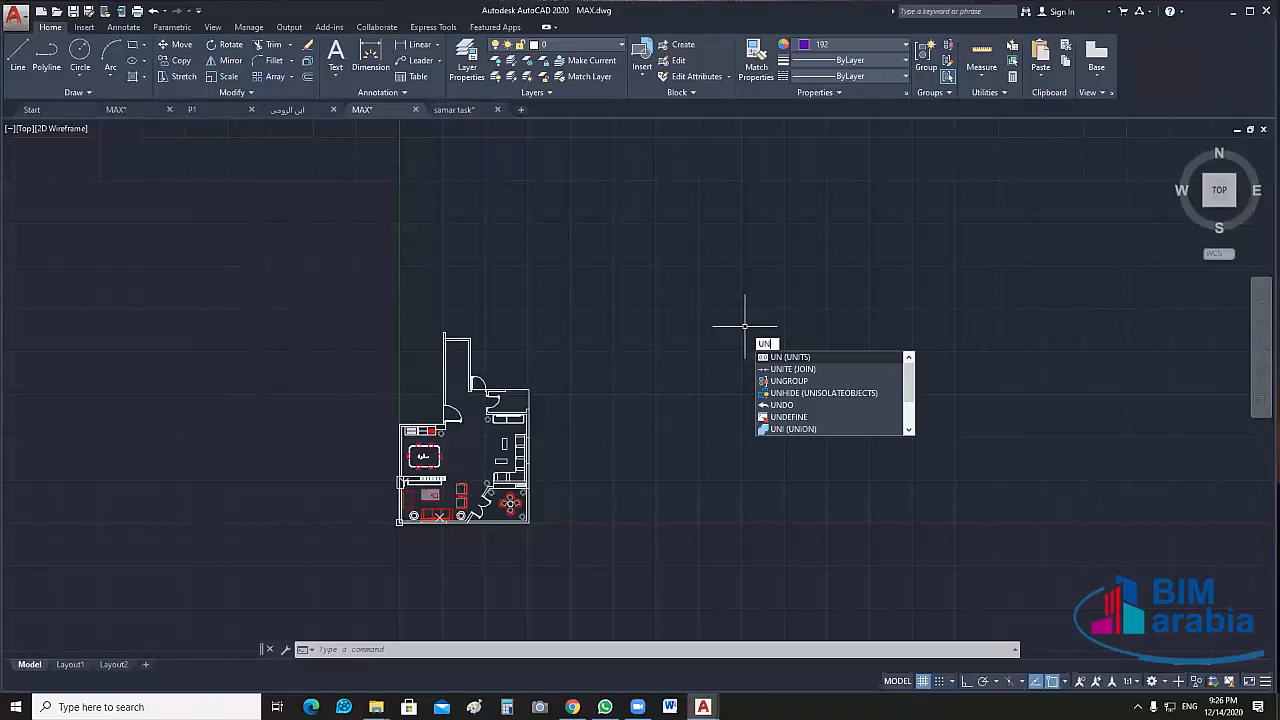 Autodesk AutoCAD 2020 MAX.dwg
Type a keyword or phrase
Sign In
Home Insert Annotate Parametric View Manage Output Add-ins Collaborate Express Tools Featured Apps
Line Polyline Circle Arc
Move Rotate Trim
Copy Mirror Fillet
Stretch Scale Array
Text Dimension
Linear
Leader
Table
Layer Properties
0
Make Current
Match Layer
Insert
Create
Edit
Edit Attributes
Match Properties
192
ByLayer
ByLayer
Group
Measure
Paste
Base
Draw Modify Annotation Layers Block Properties Groups Utilities Clipboard View
Start MAX* P1 ابن الرومى MAX* samar task*
[−][Top][2D Wireframe]
N
W TOP E
S
WCS
UN
UN (UNITS)
UNITE (JOIN)
UNGROUP
UNHIDE (UNISOLATEOBJECTS)
UNDO
UNDEFINE
UNI (UNION)
BIM
arabia
Type a command
Model Layout1 Layout2 +
MODEL 1:1
Type here to search
ENG
9:26 PM
12/14/2020